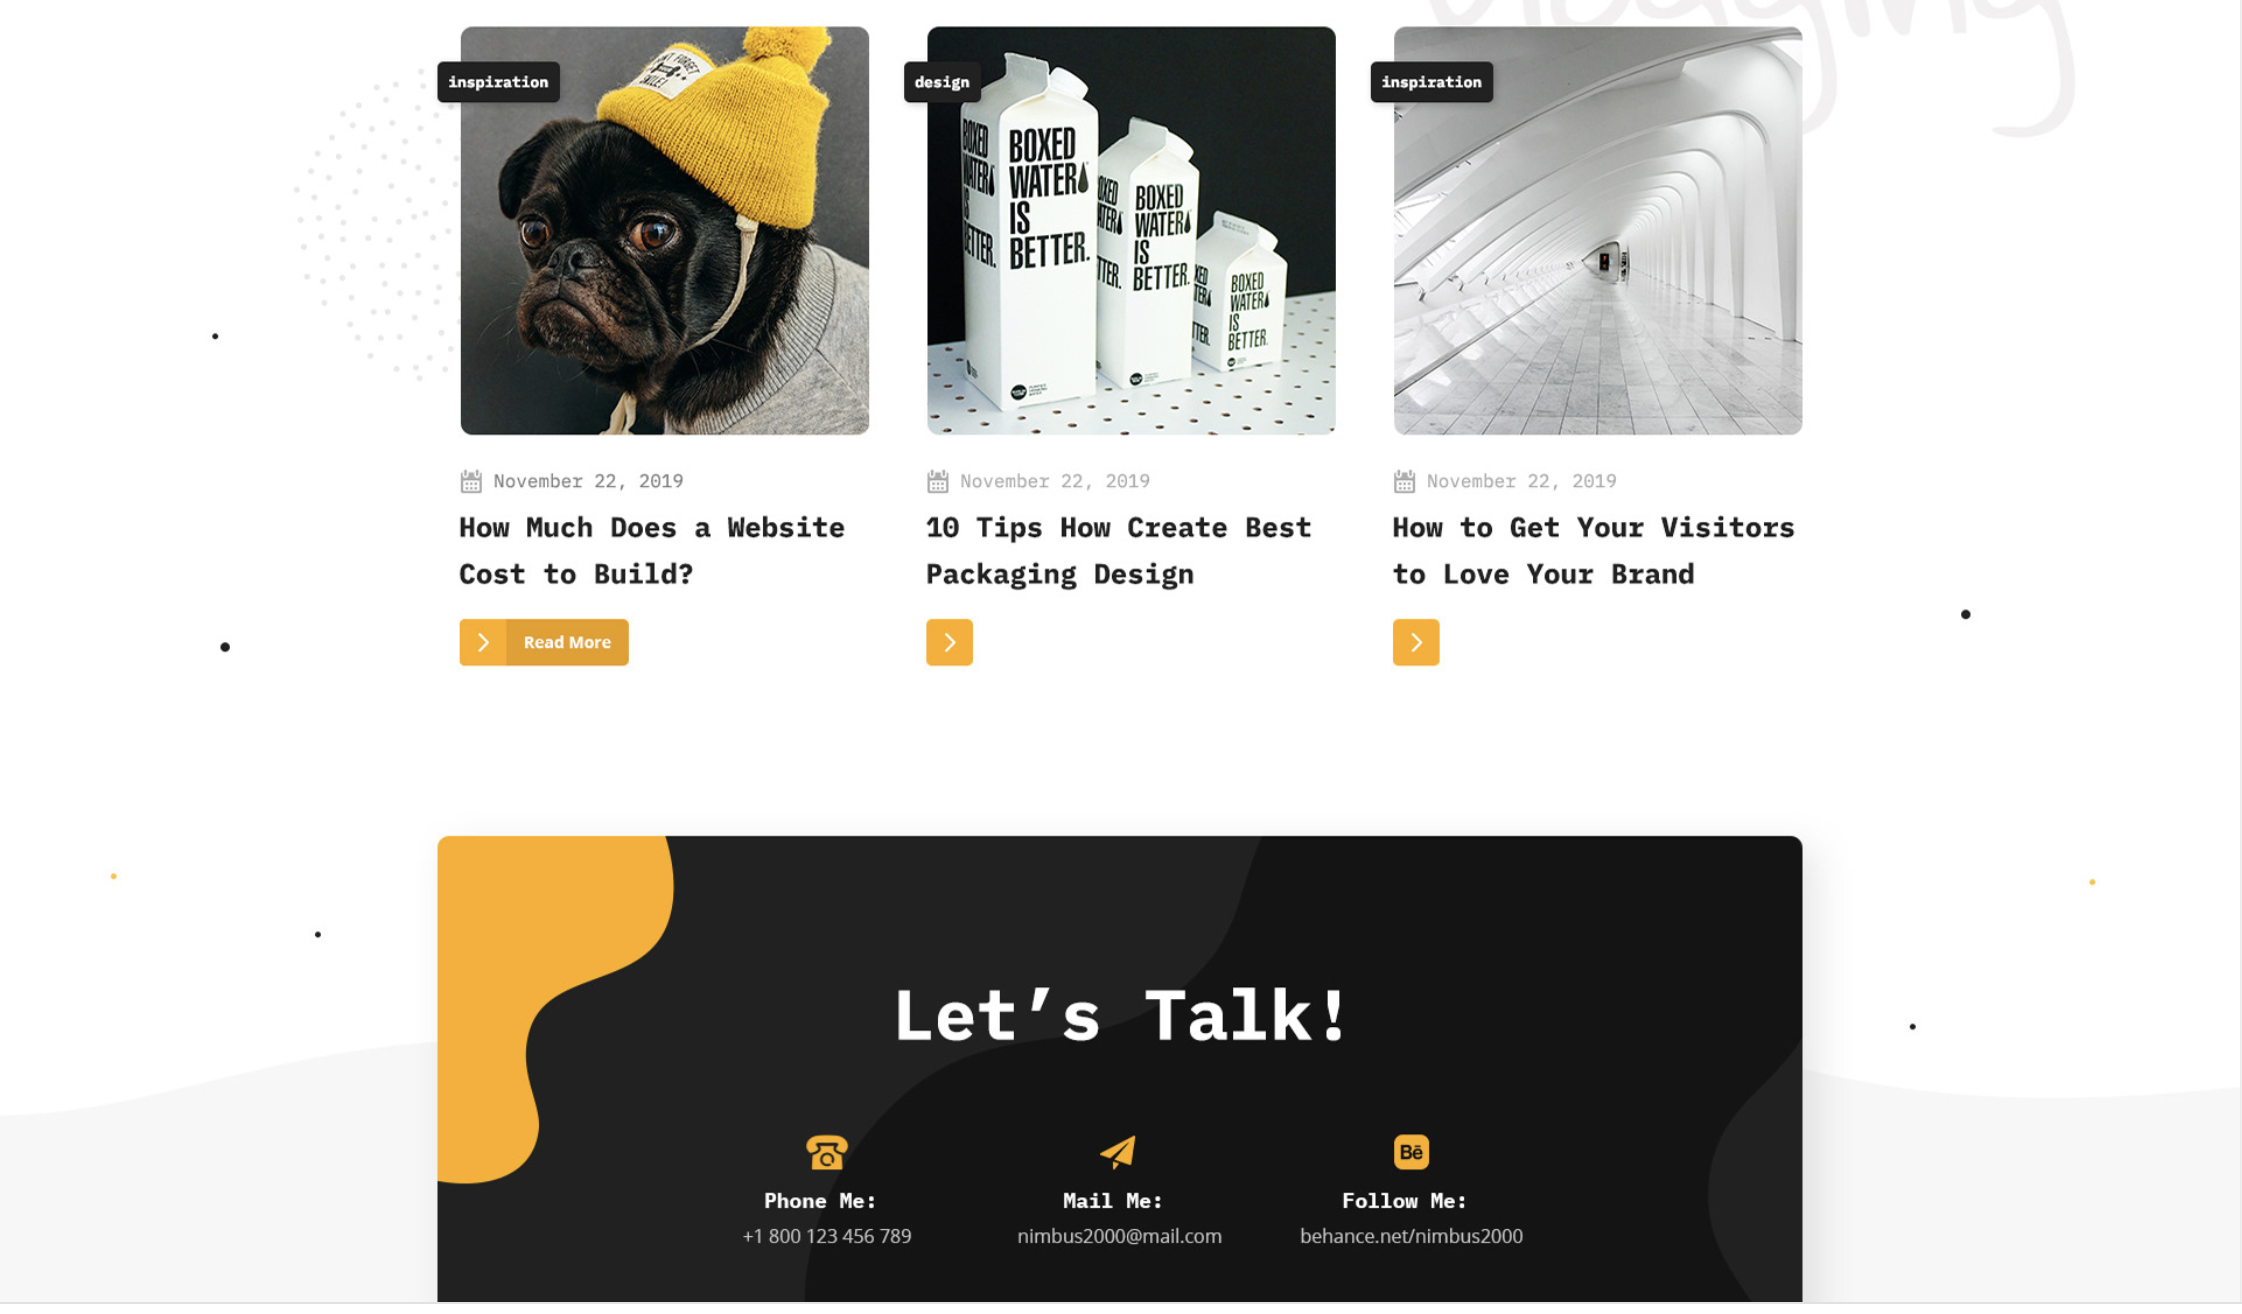 inspiration
design
inspiration
BOXED
WATER
IS
BETTER.
BOXED
WATER
IS
BETTER.
BOXED
WATER
IS
BETTER.
November 22, 2019
November 22, 2019
November 22, 2019
How Much Does a Website
Cost to Build?
10 Tips How Create Best
Packaging Design
How to Get Your Visitors
to Love Your Brand
Read More
Let’s Talk!
Bē
Phone Me:
Mail Me:
Follow Me:
+1 800 123 456 789
nimbus2000@mail.com
behance.net/nimbus2000